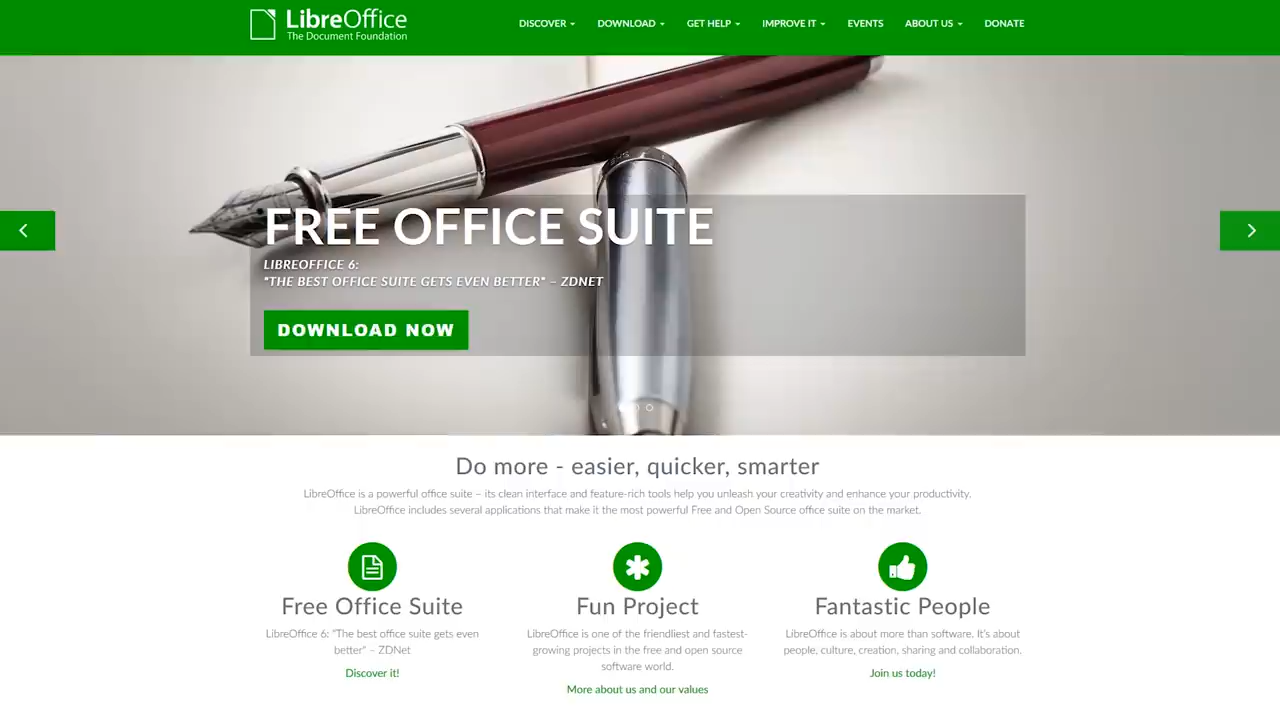 LibreOffice
The Document Foundation
DISCOVER
DOWNLOAD
GET HELP
IMPROVE IT
EVENTS
ABOUT US
DONATE
FREE OFFICE SUITE
LIBREOFFICE 6:
"THE BEST OFFICE SUITE GETS EVEN BETTER" – ZDNET
DOWNLOAD NOW
Do more - easier, quicker, smarter
LibreOffice is a powerful office suite – its clean interface and feature-rich tools help you unleash your creativity and enhance your productivity.
LibreOffice includes several applications that make it the most powerful Free and Open Source office suite on the market.
Free Office Suite
LibreOffice 6: "The best office suite gets even
better" – ZDNet
Discover it!
Fun Project
LibreOffice is one of the friendliest and fastest-
growing projects in the free and open source
software world.
More about us and our values
Fantastic People
LibreOffice is about more than software. It's about
people, culture, creation, sharing and collaboration.
Join us today!